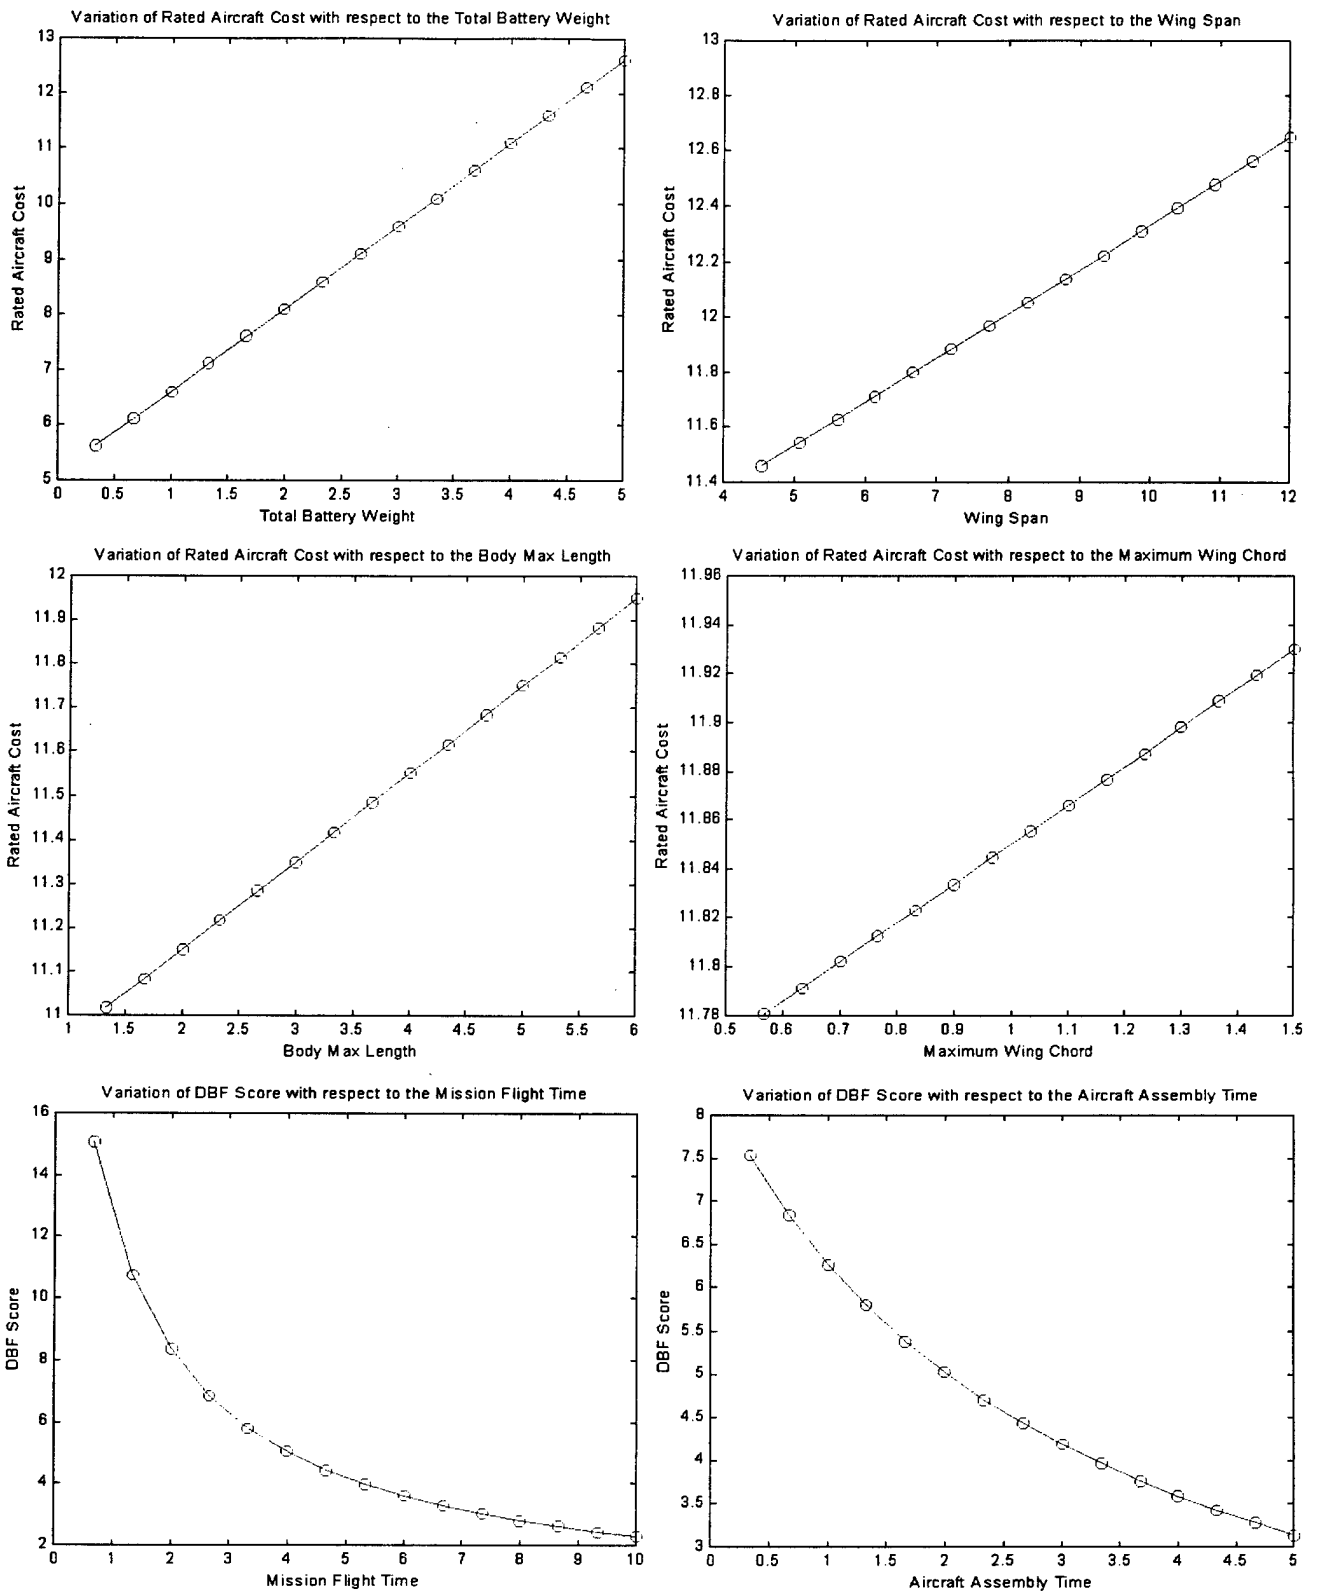 Variation of Rated Aircraft Cost with respect to the Total Battery Weight
13
12
11
10
9
8
7
6
5
Rated Aircraft Cost
0 0.5 1 1.5 2 2.5 3 3.5 4 4.5 5
Total Battery Weight
Variation of Rated Aircraft Cost with respect to the Wing Span
13
12.8
12.6
12.4
12.2
12
11.8
11.6
11.4
Rated Aircraft Cost
4 5 6 7 8 9 10 11 12
Wing Span
Variation of Rated Aircraft Cost with respect to the Body Max Length
12
11.9
11.8
11.7
11.6
11.5
11.4
11.3
11.2
11.1
11
Rated Aircraft Cost
1 1.5 2 2.5 3 3.5 4 4.5 5 5.5 6
Body Max Length
Variation of Rated Aircraft Cost with respect to the Maximum Wing Chord
11.96
11.94
11.92
11.9
11.88
11.86
11.84
11.82
11.8
11.78
Rated Aircraft Cost
0.5 0.6 0.7 0.8 0.9 1 1.1 1.2 1.3 1.4 1.5
Maximum Wing Chord
Variation of DBF Score with respect to the Mission Flight Time
16
14
12
10
8
6
4
2
DBF Score
0 1 2 3 4 5 6 7 8 9 10
Mission Flight Time
Variation of DBF Score with respect to the Aircraft Assembly Time
8
7.5
7
6.5
6
5.5
5
4.5
4
3.5
3
DBF Score
0 0.5 1 1.5 2 2.5 3 3.5 4 4.5 5
Aircraft Assembly Time